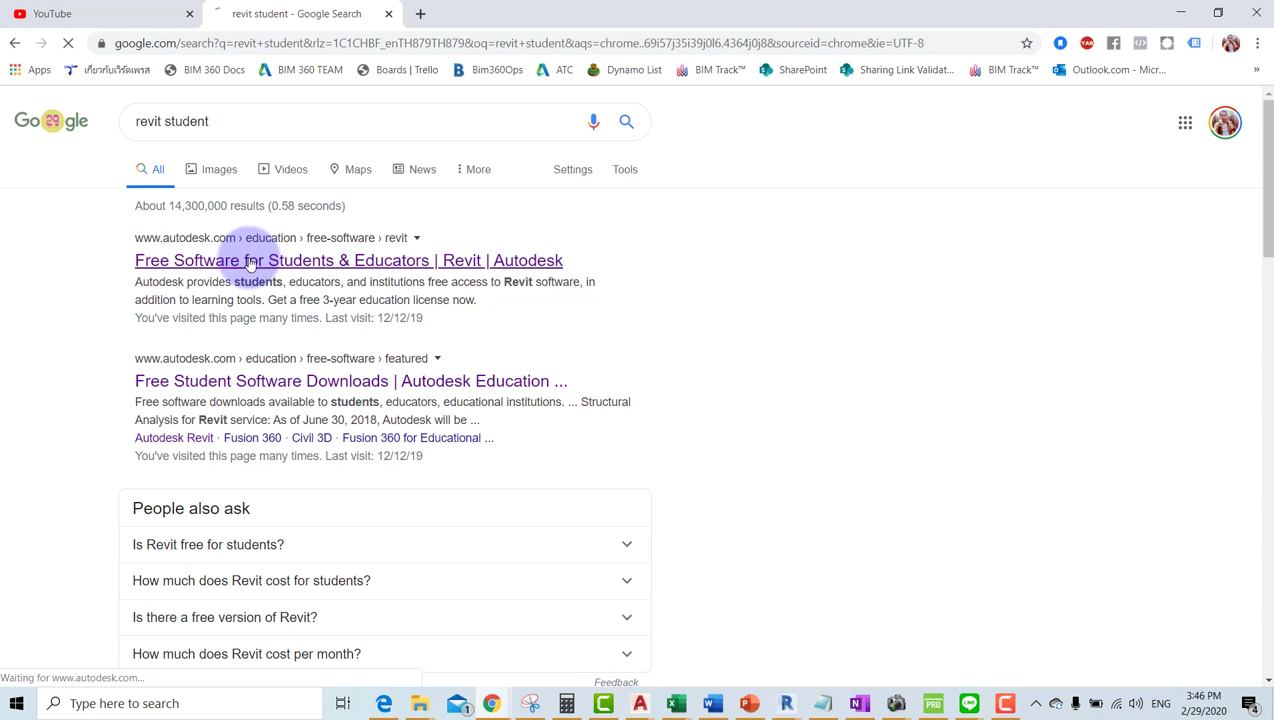 YouTube
revit student - Google Search
google.com/search?q=revit+student&rlz=1C1CHBF_enTH879TH879&oq=revit+student&aqs=chrome..69i57j35i39j0l6.4364j0j8&sourceid=chrome&ie=UTF-8
Apps เกี่ยวกับเวิร์ดเพรส BIM 360 Docs BIM 360 TEAM Boards | Trello Bim360Ops ATC Dynamo List BIM Track™ SharePoint Sharing Link Validat... BIM Track™ Outlook.com - Mic... »
Google
revit student
All Images Videos Maps News More Settings Tools
About 14,300,000 results (0.58 seconds)
www.autodesk.com › education › free-software › revit
Free Software for Students & Educators | Revit | Autodesk
Autodesk provides students, educators, and institutions free access to Revit software, in
addition to learning tools. Get a free 3-year education license now.
You've visited this page many times. Last visit: 12/12/19
www.autodesk.com › education › free-software › featured
Free Student Software Downloads | Autodesk Education ...
Free software downloads available to students, educators, educational institutions. ... Structural
Analysis for Revit service: As of June 30, 2018, Autodesk will be ...
Autodesk Revit · Fusion 360 · Civil 3D · Fusion 360 for Educational ...
You've visited this page many times. Last visit: 12/12/19
People also ask
Is Revit free for students?
How much does Revit cost for students?
Is there a free version of Revit?
How much does Revit cost per month?
Feedback
Waiting for www.autodesk.com...
Type here to search
ENG
3:46 PM
2/29/2020